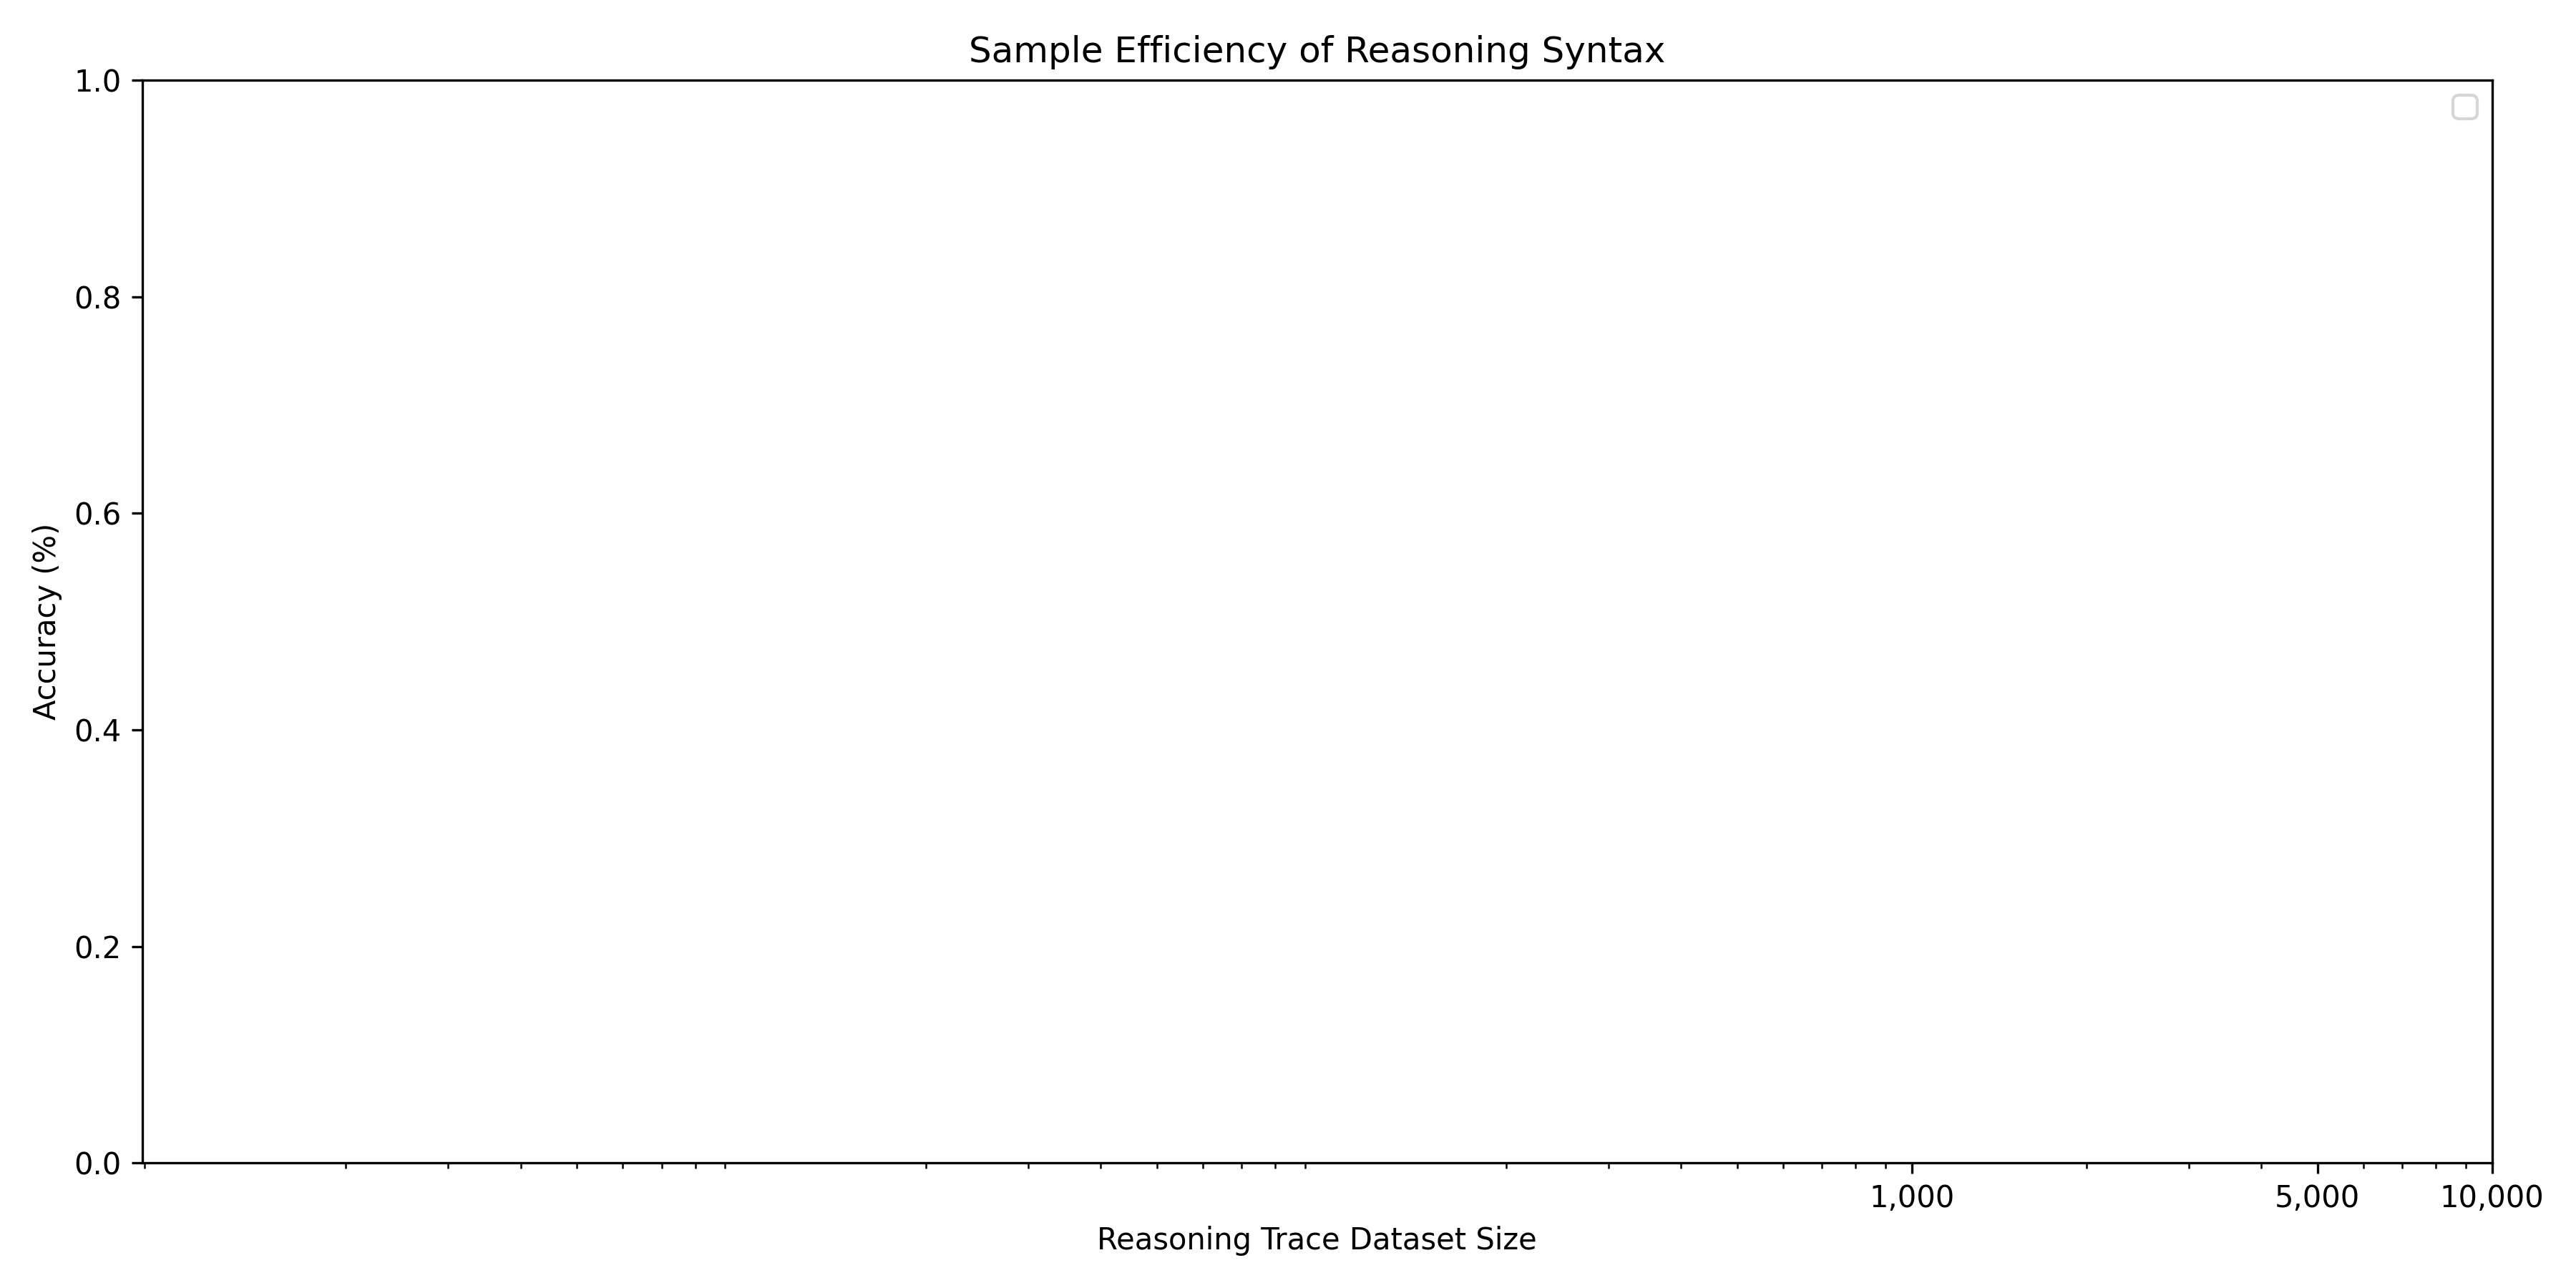 Sample Efficiency of Reasoning Syntax
1.0
0.8
0.6
0.4
0.2
0.0
Accuracy (%)
1,000 5,000 10,000
Reasoning Trace Dataset Size